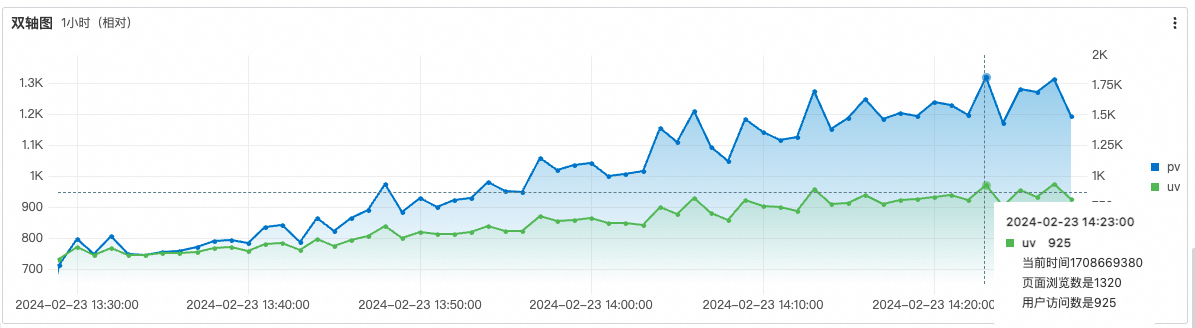 双轴图 1小时（相对）
2K
1.3K
1.75K
1.2K
1.5K
1.1K
1.25K
1K
1K
pv
uv
900
800
700
2024-02-23 14:23:00
uv 925
当前时间1708669380
页面浏览数是1320
用户访问数是925
2024-02-23 13:30:00
2024-02-23 13:40:00
2024-02-23 13:50:00
2024-02-23 14:00:00
2024-02-23 14:10:00
2024-02-23 14:20:00